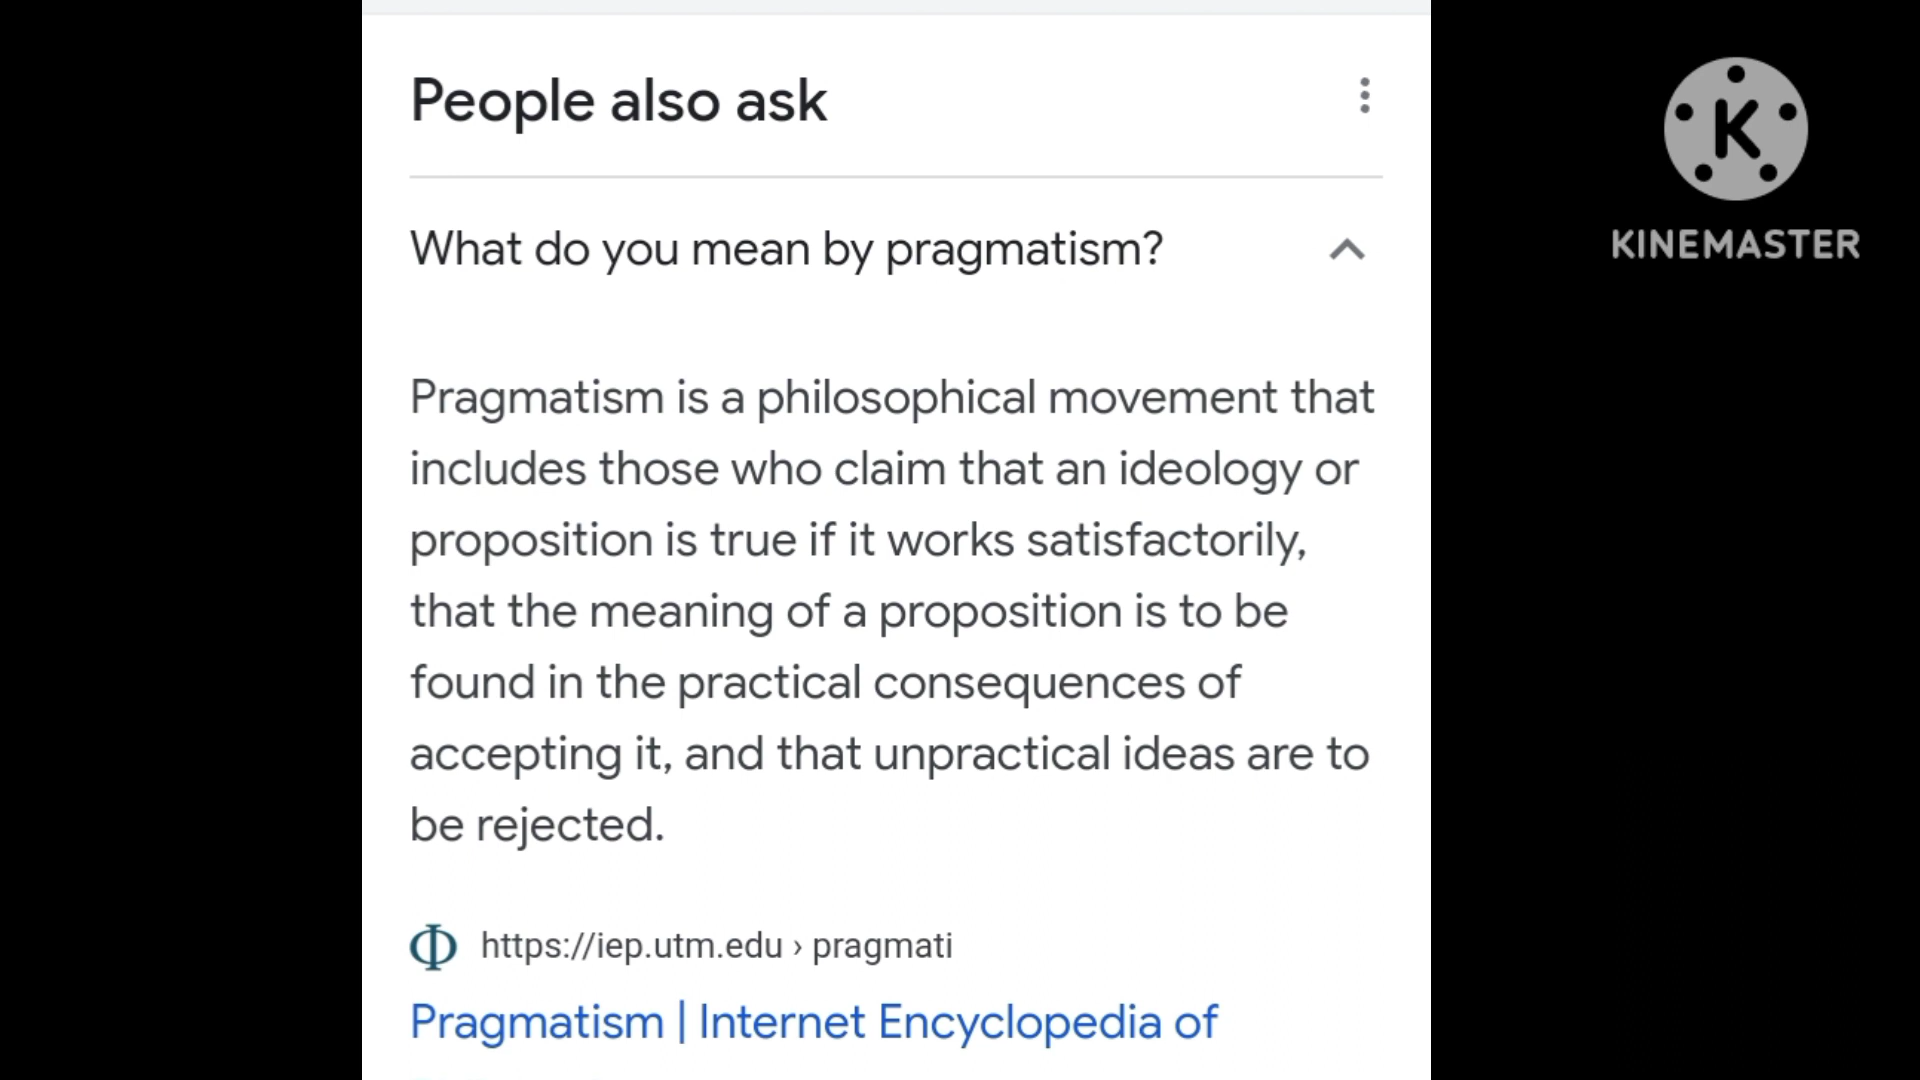 People also ask
What do you mean by pragmatism?
Pragmatism is a philosophical movement that
includes those who claim that an ideology or
proposition is true if it works satisfactorily,
that the meaning of a proposition is to be
found in the practical consequences of
accepting it, and that unpractical ideas are to
be rejected.
https://iep.utm.edu › pragmati
Pragmatism | Internet Encyclopedia of
K
KINEMASTER